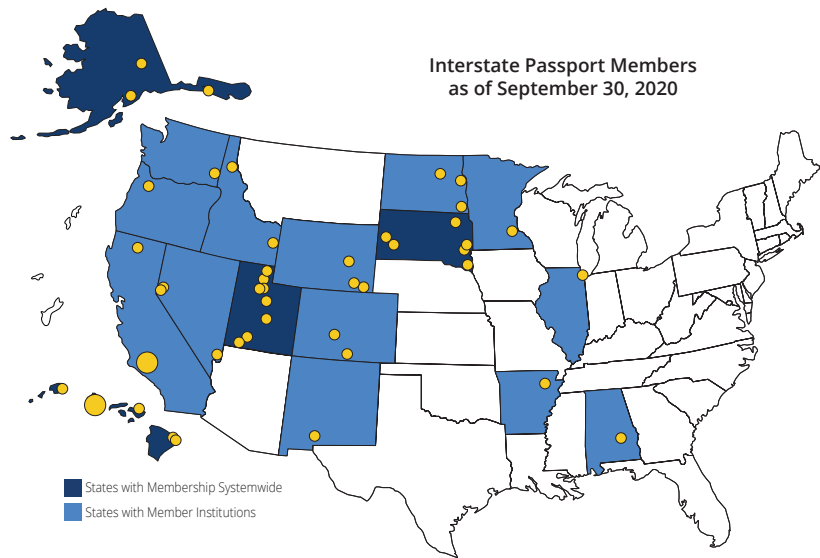 Interstate Passport Members
as of September 30, 2020
States with Membership Systemwide
States with Member Institutions